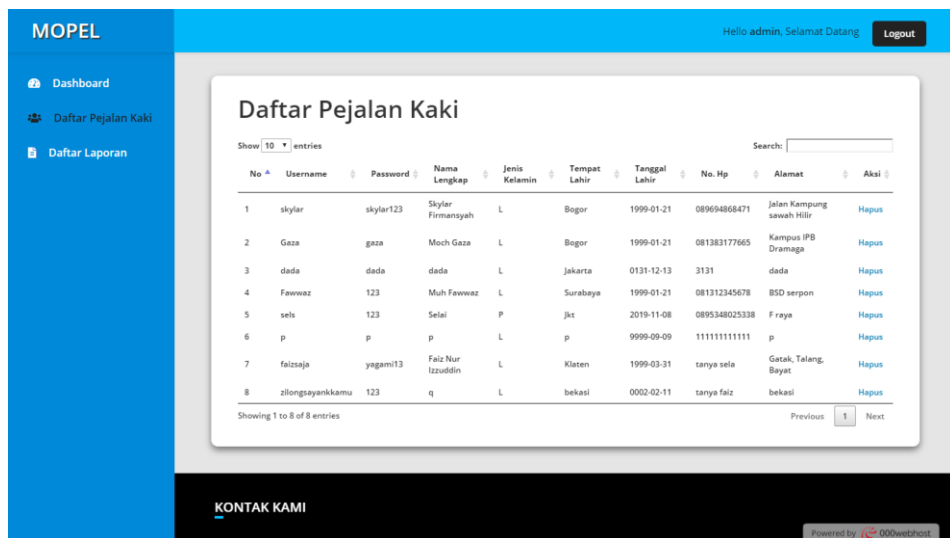 MOPEL
Hello admin, Selamat Datang Logout
Dashboard
Daftar Pejalan Kaki
Daftar Laporan
Daftar Pejalan Kaki
Show 10 entries Search:
No Username Password Nama Lengkap Jenis Kelamin Tempat Lahir Tanggal Lahir No. Hp Alamat Aksi
1 skylar skylar123 Skylar Firmansyah L Bogor 1999-01-21 089694868471 Jalan Kampung sawah Hilir Hapus
2 Gaza gaza Moch Gaza L Bogor 1999-01-21 081383177665 Kampus IPB Dramaga Hapus
3 dada dada dada L Jakarta 0131-12-13 3131 dada Hapus
4 Fawwaz 123 Muh Fawwaz L Surabaya 1999-01-21 081312345678 BSD serpon Hapus
5 sels 123 Selai P Jkt 2019-11-08 0895348025338 F raya Hapus
6 p p p L p 9999-09-09 111111111111 p Hapus
7 faizsaja yagami13 Faiz Nur Izzuddin L Klaten 1999-03-31 tanya sela Gatak, Talang, Bayat Hapus
8 zilongsayankkamu 123 q L bekasi 0002-02-11 tanya faiz bekasi Hapus
Showing 1 to 8 of 8 entries Previous 1 Next
KONTAK KAMI
Powered by 000webhost